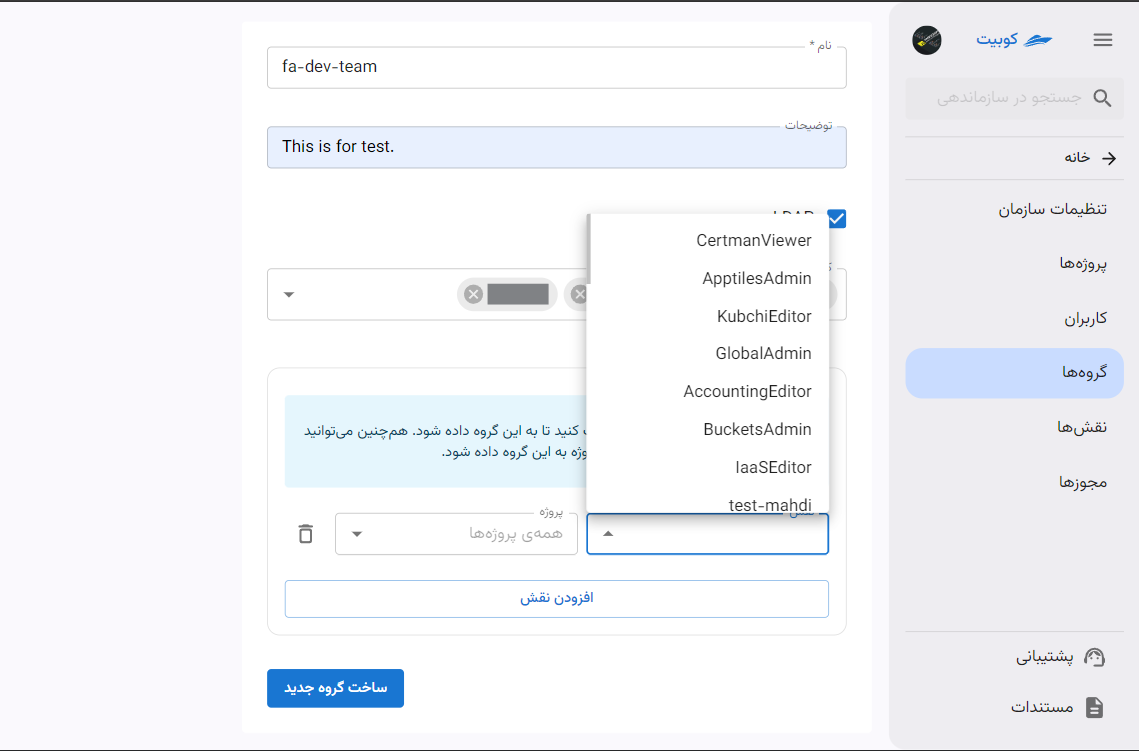 کوبیت
جستجو در سازماندهی
خانه
تنظیمات سازمان
پروژه‌ها
کاربران
گروه‌ها
نقش‌ها
مجوزها
پشتیبانی
مستندات
نام *
fa-dev-team
توضیحات
This is for test.
LDAP
CertmanViewer
ApptilesAdmin
KubchiEditor
GlobalAdmin
AccountingEditor
BucketsAdmin
IaaSEditor
test-mahdi
کنید تا به این گروه داده شود. هم‌چنین می‌توانید
به این گروه داده شود.
نقش
پروژه
همه‌ی پروژه‌ها
افزودن نقش
ساخت گروه جدید